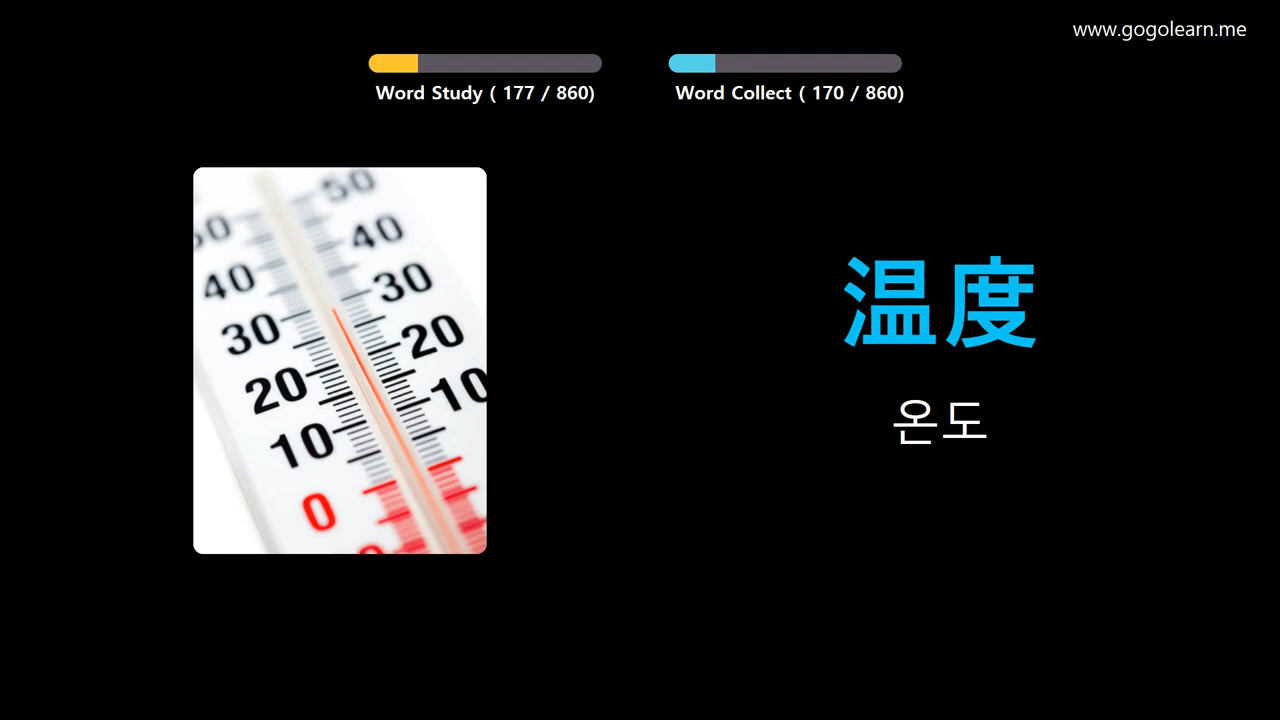 www.gogolearn.me
Word Study ( 177 / 860)
Word Collect ( 170 / 860)
50
40
30
20
10
50
40
30
20
10
0
温度
온도